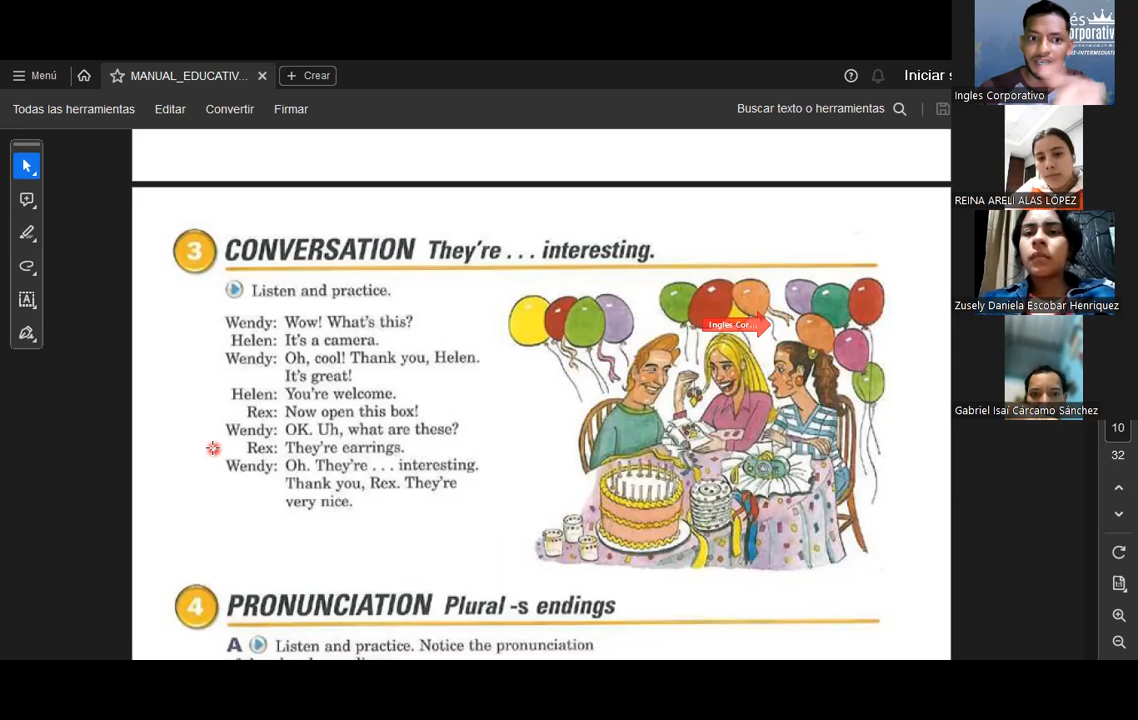 Menú
MANUAL_EDUCATIV...
Crear
Iniciar s
Todas las herramientas
Editar
Convertir
Firmar
Buscar texto o herramientas
3 CONVERSATION They're . . . interesting.
Listen and practice.
Wendy: Wow! What's this?
Helen: It's a camera.
Wendy: Oh, cool! Thank you, Helen.
It's great!
Helen: You're welcome.
Rex: Now open this box!
Wendy: OK. Uh, what are these?
Rex: They're earrings.
Wendy: Oh. They're . . . interesting.
Thank you, Rex. They're
very nice.
Ingles Cor...
4 PRONUNCIATION Plural -s endings
A Listen and practice. Notice the pronunciation
és
orporativ
RE-INTERMEDIATE
Ingles Corporativo
REINA ARELI ALAS LÓPEZ
Zusely Daniela Escobar Henriquez
Gabriel Isaí Cárcamo Sánchez
10
32